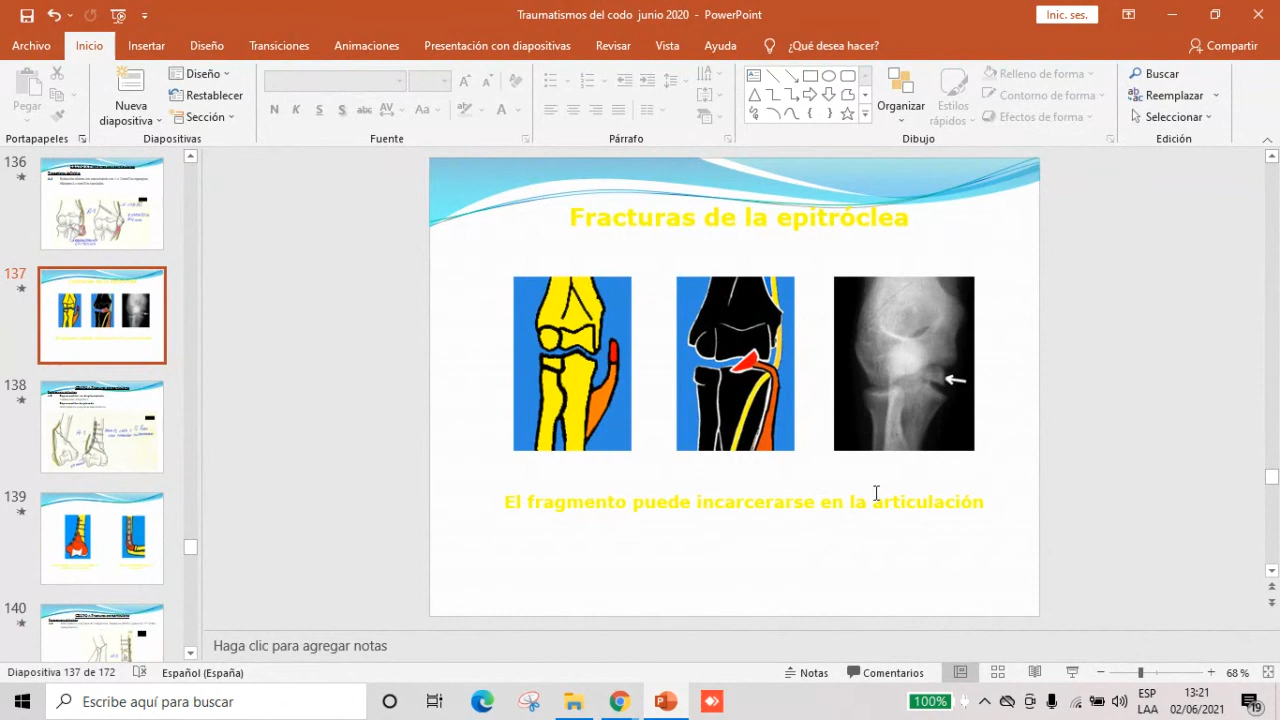 Traumatismos del codo junio 2020 - PowerPoint
Inic. ses.
Archivo Inicio Insertar Diseño Transiciones Animaciones Presentación con diapositivas Revisar Vista Ayuda ¿Qué desea hacer? Compartir
Pegar
Nueva diapositiva
Diseño
Restablecer
Sección
Organizar
Estilos rápidos
Relleno de forma
Contorno de forma
Efectos de forma
Buscar
Reemplazar
Seleccionar
Portapapeles Diapositivas Fuente Párrafo Dibujo Edición
136
137
138
139
140
Fracturas de la epitróclea
El fragmento puede incarcerarse en la articulación
Haga clic para agregar notas
Diapositiva 137 de 172 Español (España) Notas Comentarios 68 %
Escribe aquí para buscar
100%
ESP
LAA
13:21
02/06/2021
19